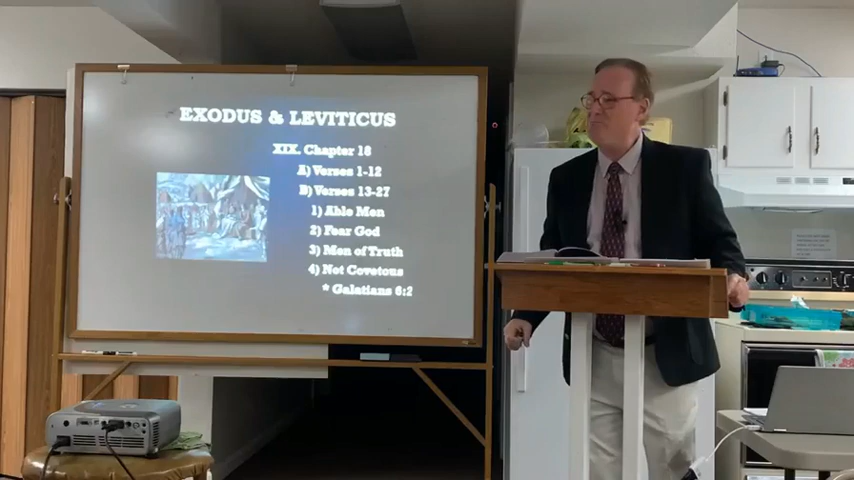 EXODUS & LEVITICUS
XIX. Chapter 18
A) Verses 1-12
B) Verses 13-27
1) Able Men
2) Fear God
3) Men of Truth
4) Not Covetous
* Galatians 6:2